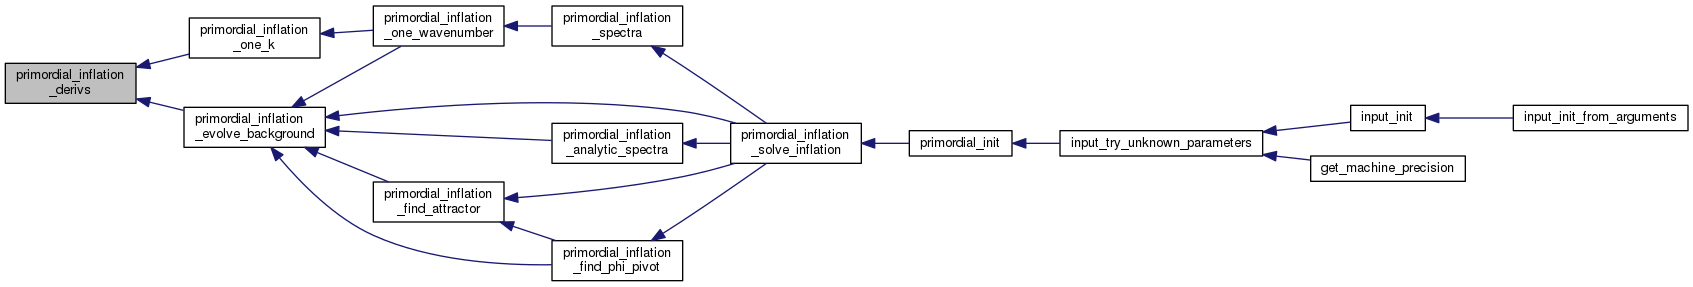 primordial_inflation
_derivs
primordial_inflation
_one_k
primordial_inflation
_evolve_background
primordial_inflation
_one_wavenumber
primordial_inflation
_find_attractor
primordial_inflation
_spectra
primordial_inflation
_analytic_spectra
primordial_inflation
_find_phi_pivot
primordial_inflation
_solve_inflation
primordial_init
input_try_unknown_parameters
input_init
get_machine_precision
input_init_from_arguments